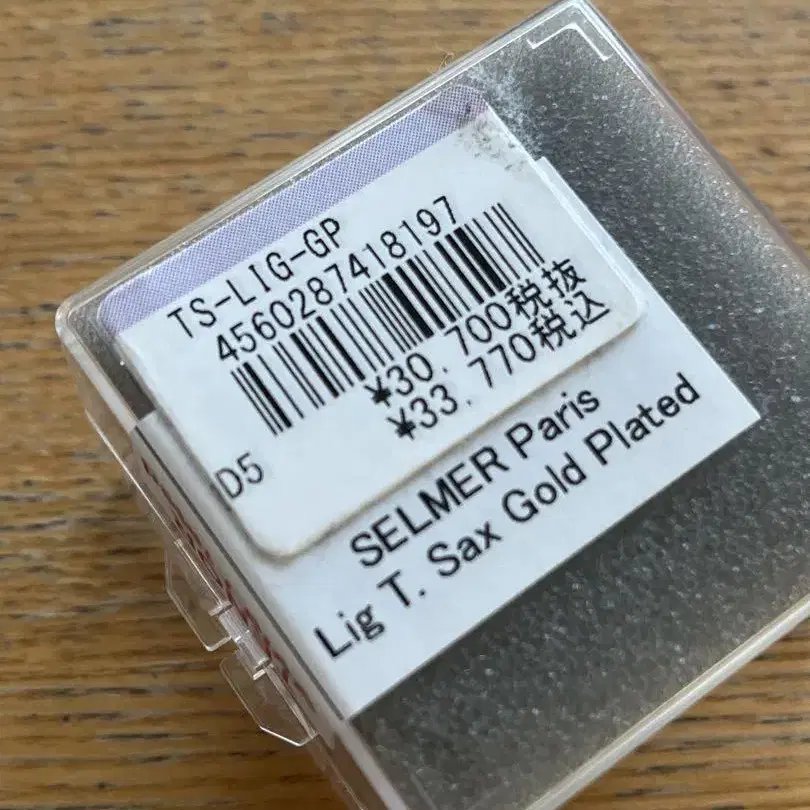 TS-LIG-GP
4560287418197
¥30.700税抜
¥33.770税込
D5
SELMER Paris
Lig T. Sax Gold Plated